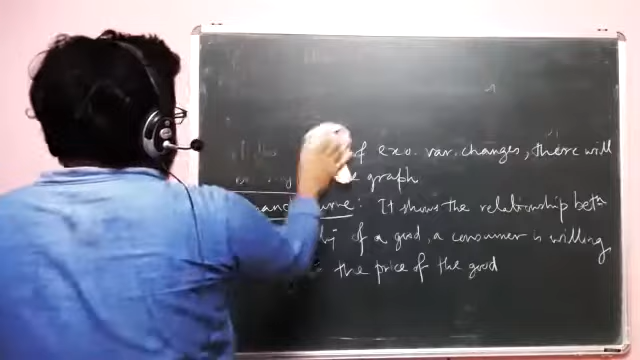 of exo. var. changes, there will
graph
Curve : It shows the relationship betn
of a good, a consumer is willing,
the price of the good